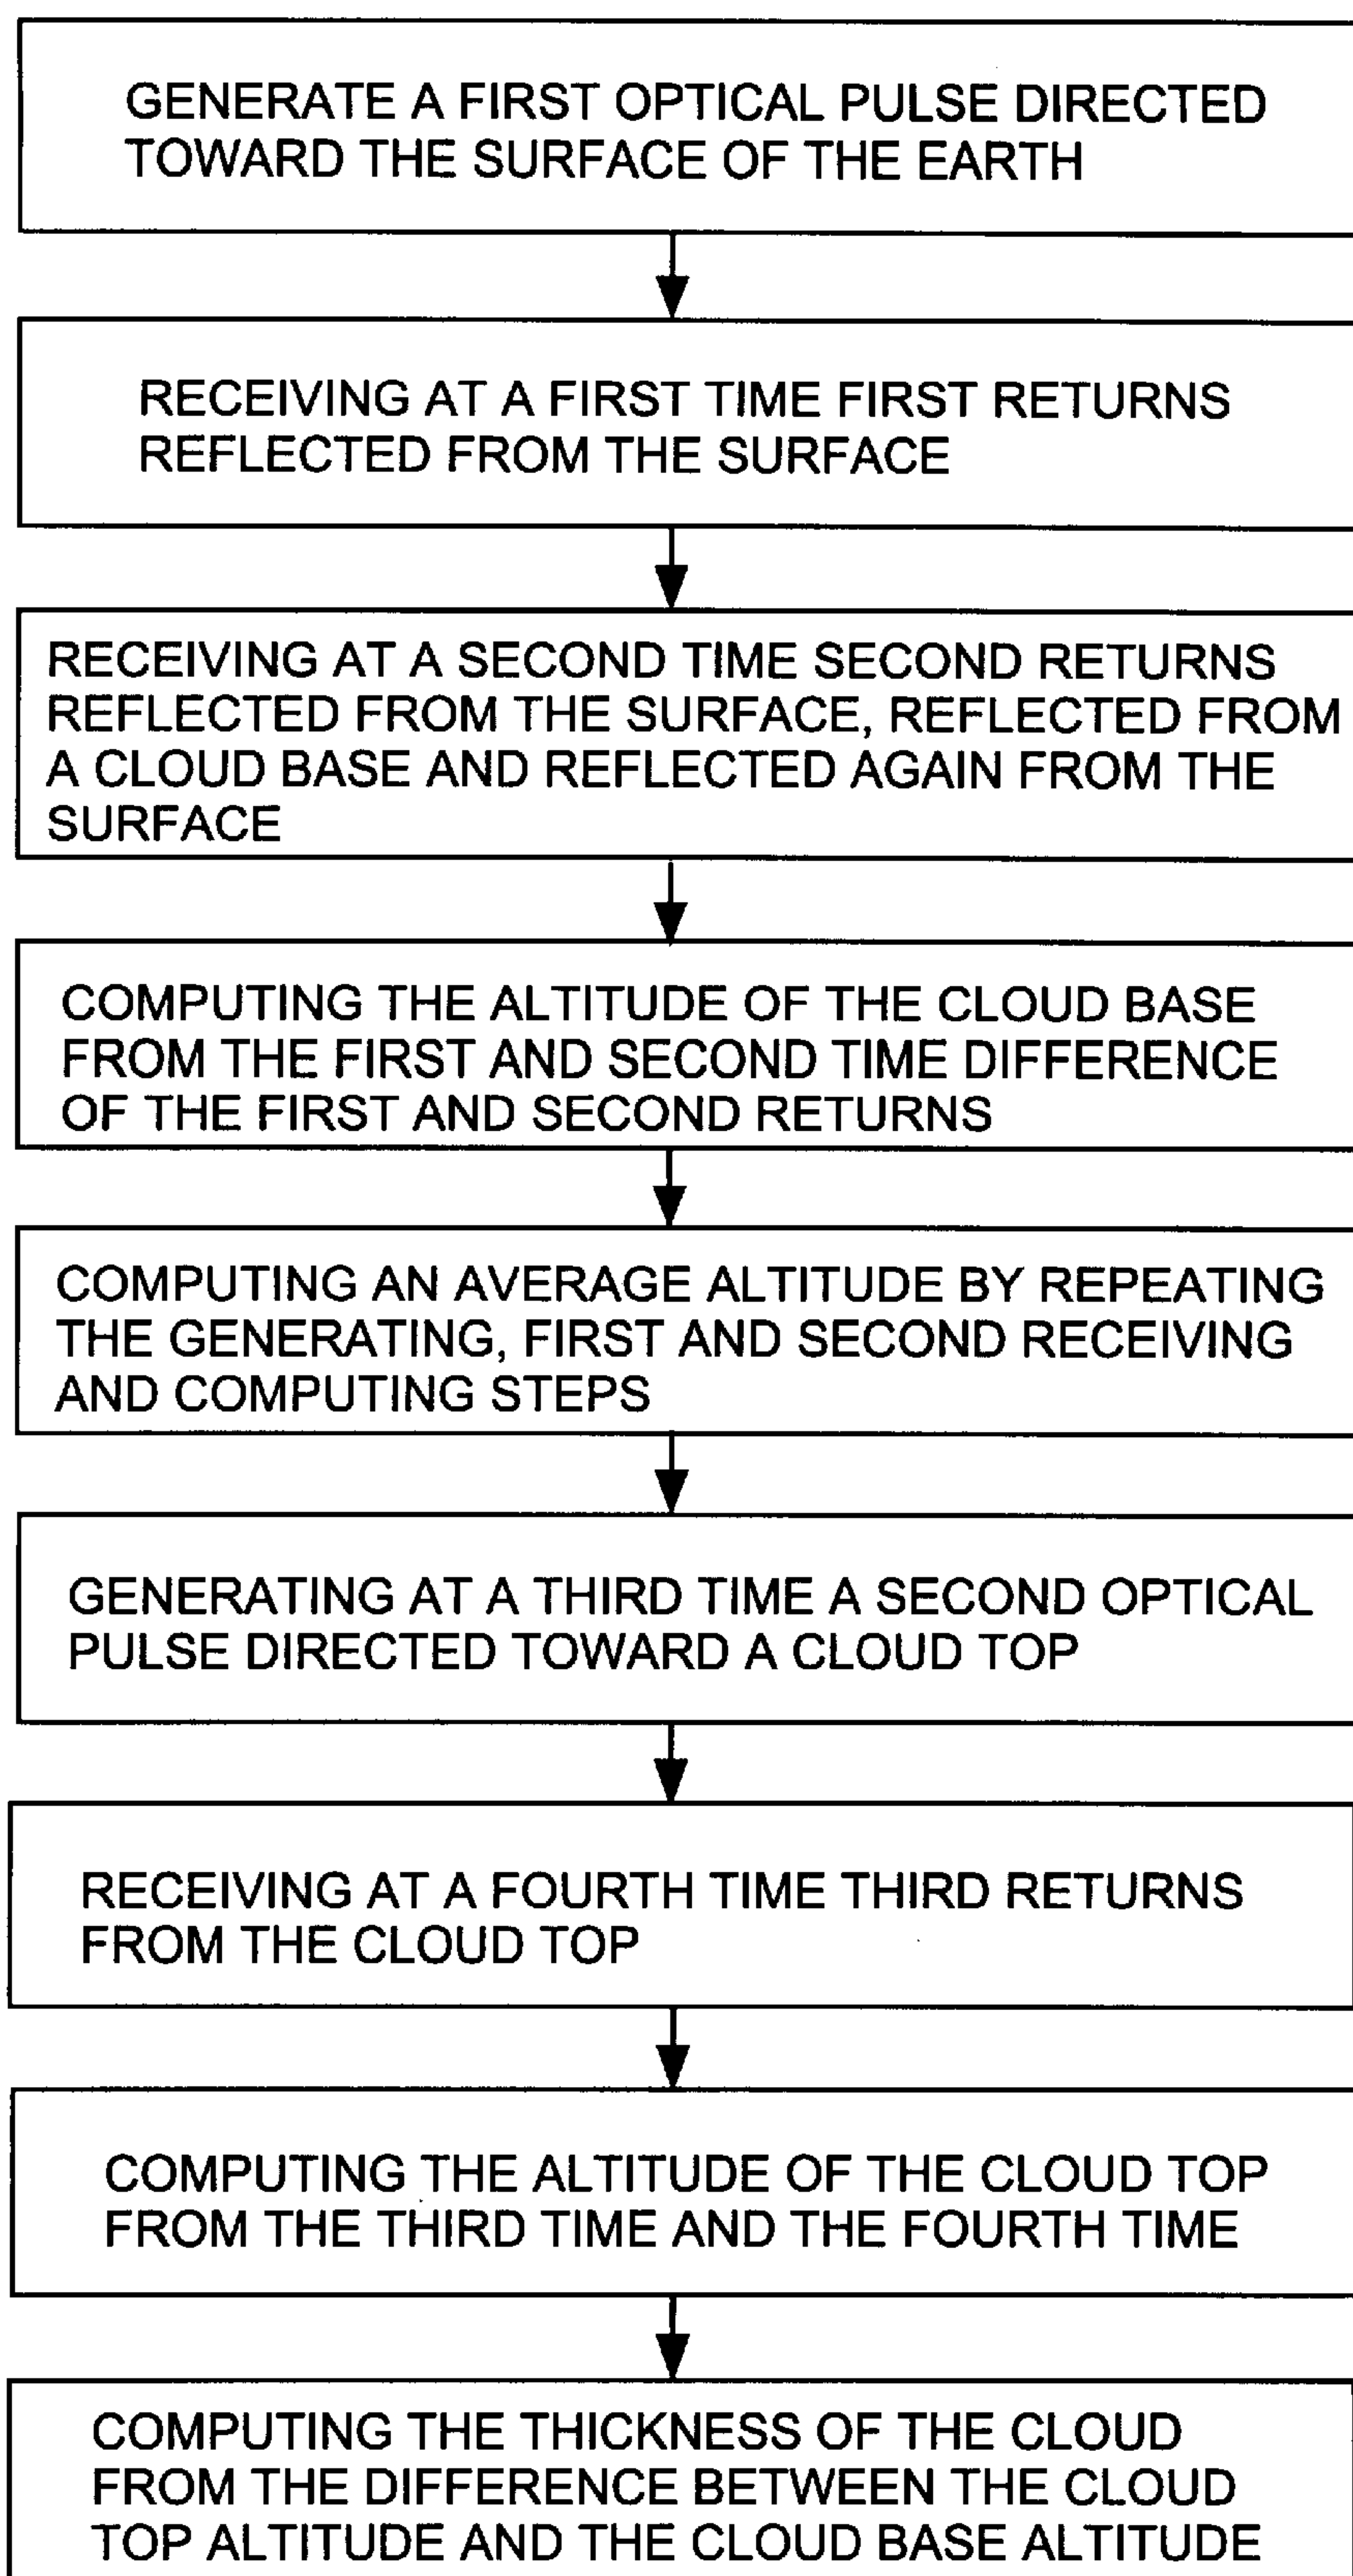 GENERATE A FIRST OPTICAL PULSE DIRECTED
TOWARD THE SURFACE OF THE EARTH
RECEIVING AT A FIRST TIME FIRST RETURNS
REFLECTED FROM THE SURFACE
RECEIVING AT A SECOND TIME SECOND RETURNS
REFLECTED FROM THE SURFACE, REFLECTED FROM
A CLOUD BASE AND REFLECTED AGAIN FROM THE
SURFACE
COMPUTING THE ALTITUDE OF THE CLOUD BASE
FROM THE FIRST AND SECOND TIME DIFFERENCE
OF THE FIRST AND SECOND RETURNS
COMPUTING AN AVERAGE ALTITUDE BY REPEATING
THE GENERATING, FIRST AND SECOND RECEIVING
AND COMPUTING STEPS
GENERATING AT A THIRD TIME A SECOND OPTICAL
PULSE DIRECTED TOWARD A CLOUD TOP
RECEIVING AT A FOURTH TIME THIRD RETURNS
FROM THE CLOUD TOP
COMPUTING THE ALTITUDE OF THE CLOUD TOP
FROM THE THIRD TIME AND THE FOURTH TIME
COMPUTING THE THICKNESS OF THE CLOUD
FROM THE DIFFERENCE BETWEEN THE CLOUD
TOP ALTITUDE AND THE CLOUD BASE ALTITUDE